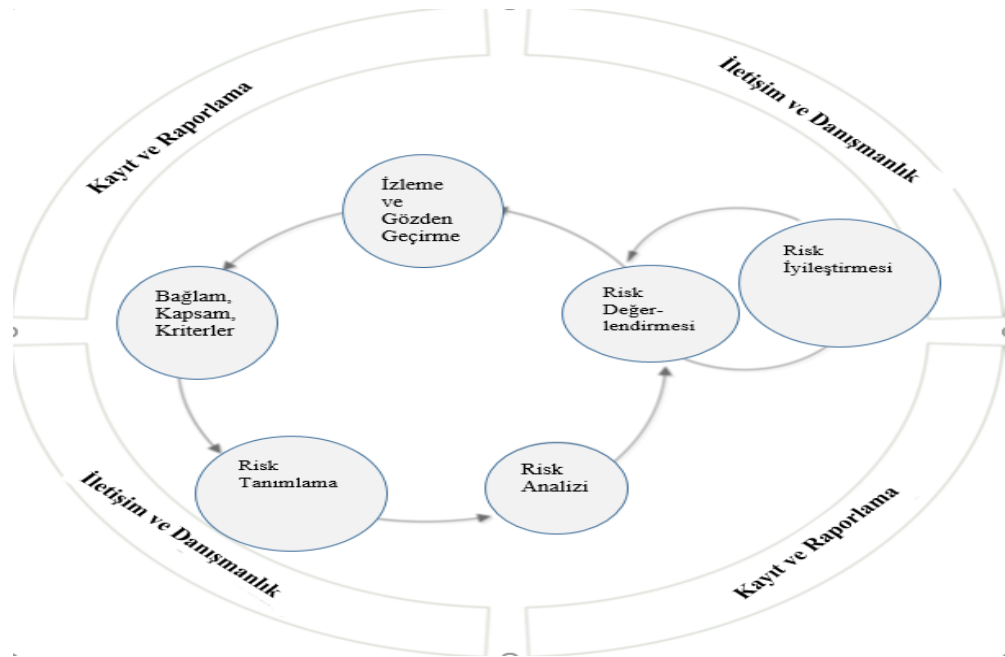 Kayıt ve Raporlama
İletişim ve Danışmanlık
İzleme
ve
Gözden
Geçirme
Risk
İyileştirmesi
Bağlam,
Kapsam,
Kriterler
Risk
Değer-
lendirmesi
Risk
Tanımlama
Risk
Analizi
İletişim ve Danışmanlık
Kayıt ve Raporlama